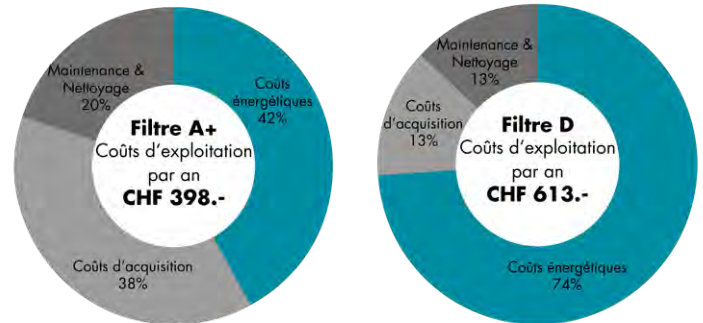 Maintenance &
Nettoyage
20%
Coûts
énergétiques
42%
Filtre A+
Coûts d'exploitation
par an
CHF 398.-
Coûts d'acquisition
38%
Maintenance &
Nettoyage
13%
Coûts
d'acquisition
13%
Filtre D
Coûts d'exploitation
par an
CHF 613.-
Coûts énergétiques
74%